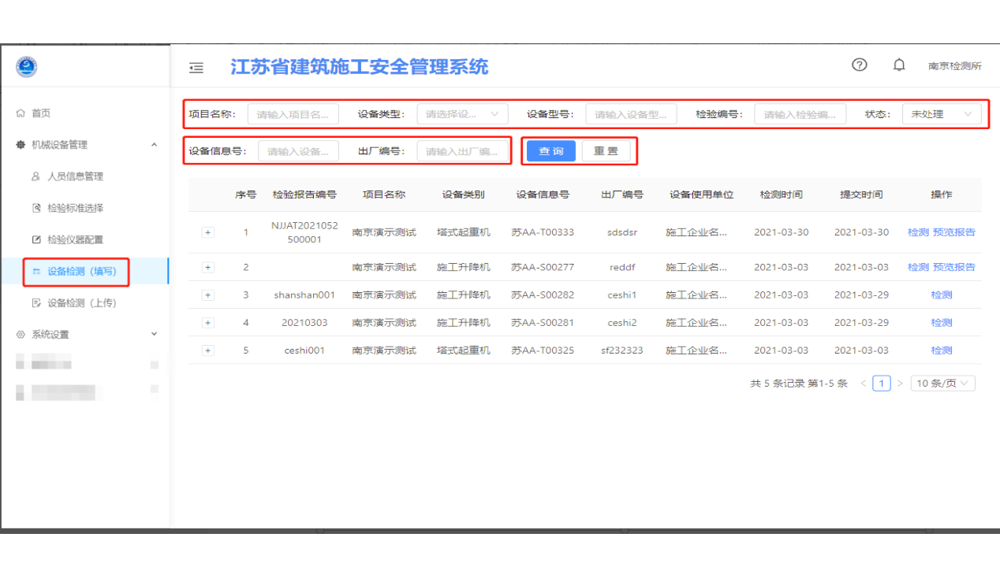 江苏省建筑施工安全管理系统
南京检测所
首页
机械设备管理
人员信息管理
检验标准选择
检验仪器配置
设备检测（填写）
设备检测（上传）
系统设置
项目名称： 请输入项目名... 设备类型： 请选择设... 设备型号： 请输入设备型... 检验编号： 请输入检验编... 状态： 未处理
设备信息号： 请输入设备... 出厂编号： 请输入出厂编... 查询 重置
序号 检验报告编号 项目名称 设备类别 设备信息号 出厂编号 设备使用单位 检测时间 提交时间 操作
+ 1 NJJAT2021052500001 南京演示测试 塔式起重机 苏AA-T00333 sdsdsr 施工企业名... 2021-03-30 2021-03-30 检测 预览报告
+ 2 南京演示测试 施工升降机 苏AA-S00277 reddf 施工企业名... 2021-03-03 2021-03-03 检测 预览报告
+ 3 shanshan001 南京演示测试 施工升降机 苏AA-S00282 ceshi1 施工企业名... 2021-03-03 2021-03-29 检测
+ 4 20210303 南京演示测试 施工升降机 苏AA-S00281 ceshi2 施工企业名... 2021-03-03 2021-03-29 检测
+ 5 ceshi001 南京演示测试 塔式起重机 苏AA-T00325 sf232323 施工企业名... 2021-03-03 2021-03-03 检测
共 5 条记录 第1-5 条 < 1 > 10 条/页